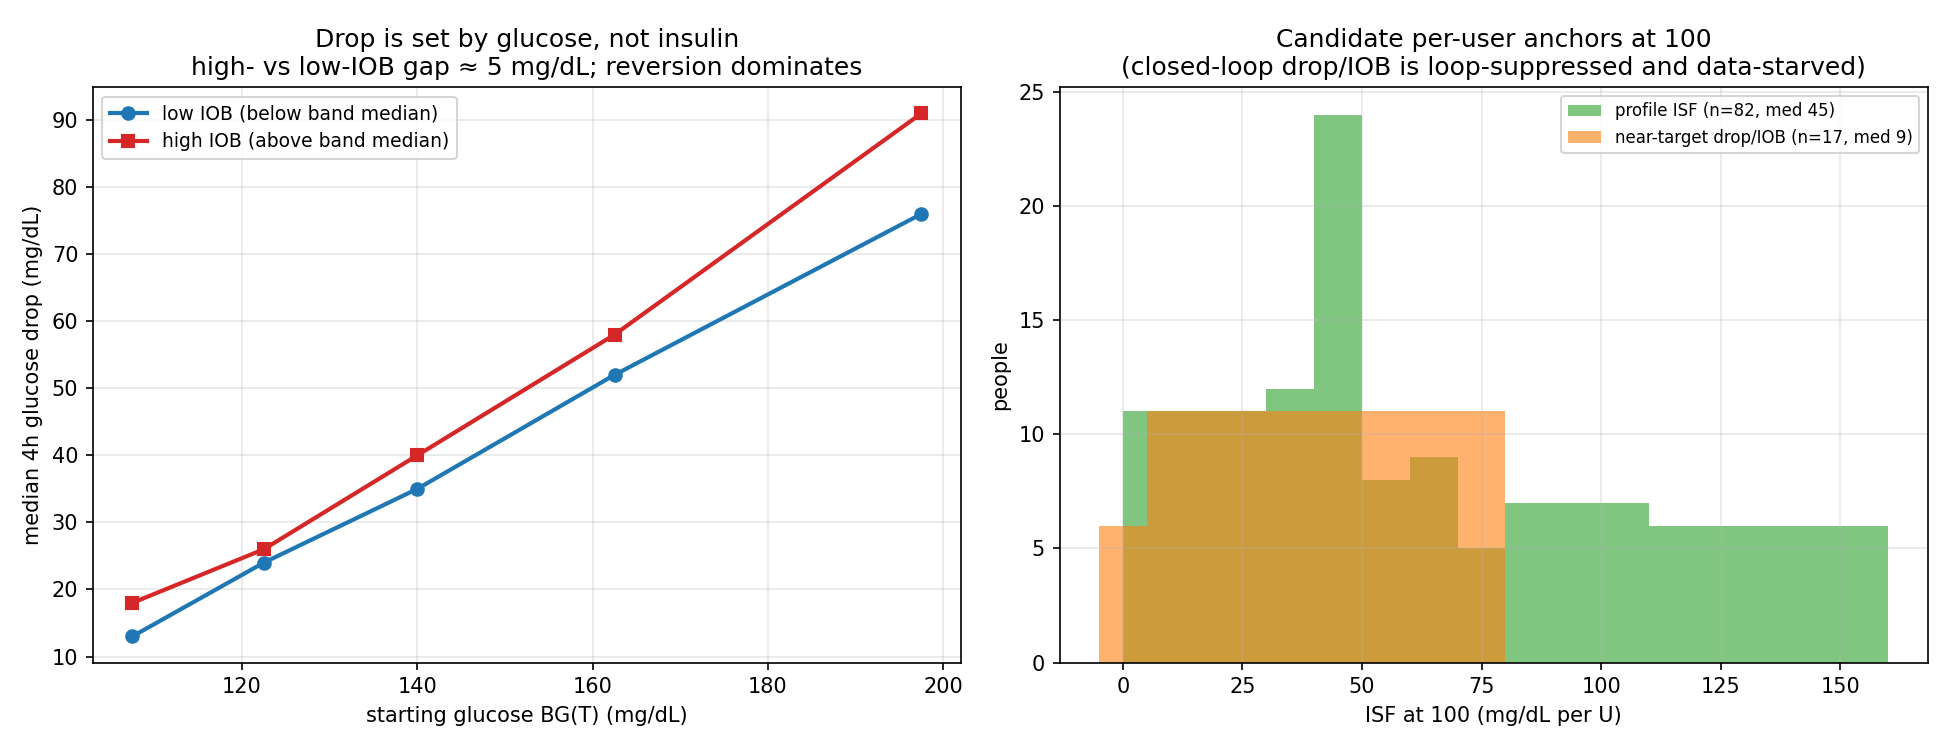 Drop is set by glucose, not insulin
high- vs low-IOB gap ≈ 5 mg/dL; reversion dominates
low IOB (below band median)
high IOB (above band median)
90
80
70
60
50
40
30
20
10
median 4h glucose drop (mg/dL)
120
140
160
180
200
starting glucose BG(T) (mg/dL)
Candidate per-user anchors at 100
(closed-loop drop/IOB is loop-suppressed and data-starved)
profile ISF (n=82, med 45)
near-target drop/IOB (n=17, med 9)
25
20
15
10
5
0
people
0
25
50
75
100
125
150
ISF at 100 (mg/dL per U)